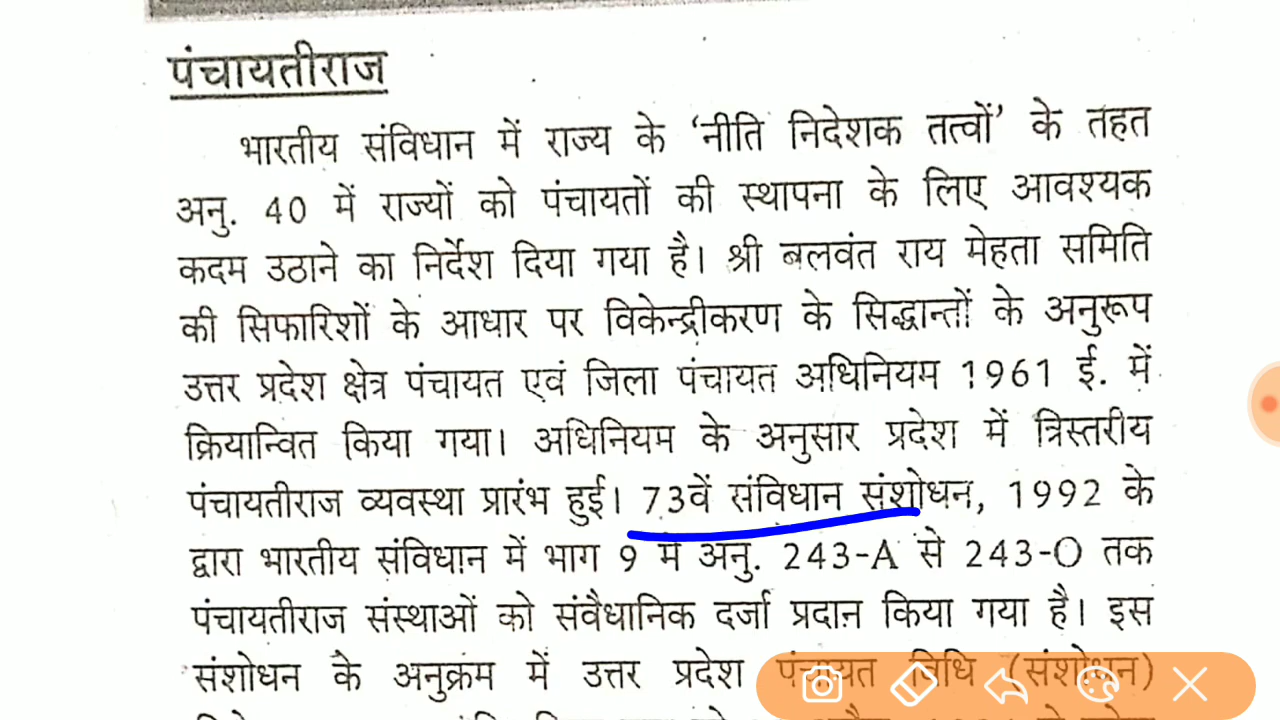 पंचायतीराज
भारतीय संविधान में राज्य के ‘नीति निदेशक तत्वों’ के तहत
अनु. 40 में राज्यों को पंचायतों की स्थापना के लिए आवश्यक
कदम उठाने का निर्देश दिया गया है। श्री बलवंत राय मेहता समिति
की सिफारिशों के आधार पर विकेन्द्रीकरण के सिद्धान्तों के अनुरूप
उत्तर प्रदेश क्षेत्र पंचायत एवं जिला पंचायत अधिनियम 1961 ई. में
क्रियान्वित किया गया। अधिनियम के अनुसार प्रदेश में त्रिस्तरीय
पंचायतीराज व्यवस्था प्रारंभ हुई। 73वें संविधान संशोधन, 1992 के
द्वारा भारतीय संविधान में भाग 9 में अनु. 243-A से 243-O तक
पंचायतीराज संस्थाओं को संवैधानिक दर्जा प्रदान किया गया है। इस
संशोधन के अनुक्रम में उत्तर प्रदेश पंचायत विधि (संशोधन)